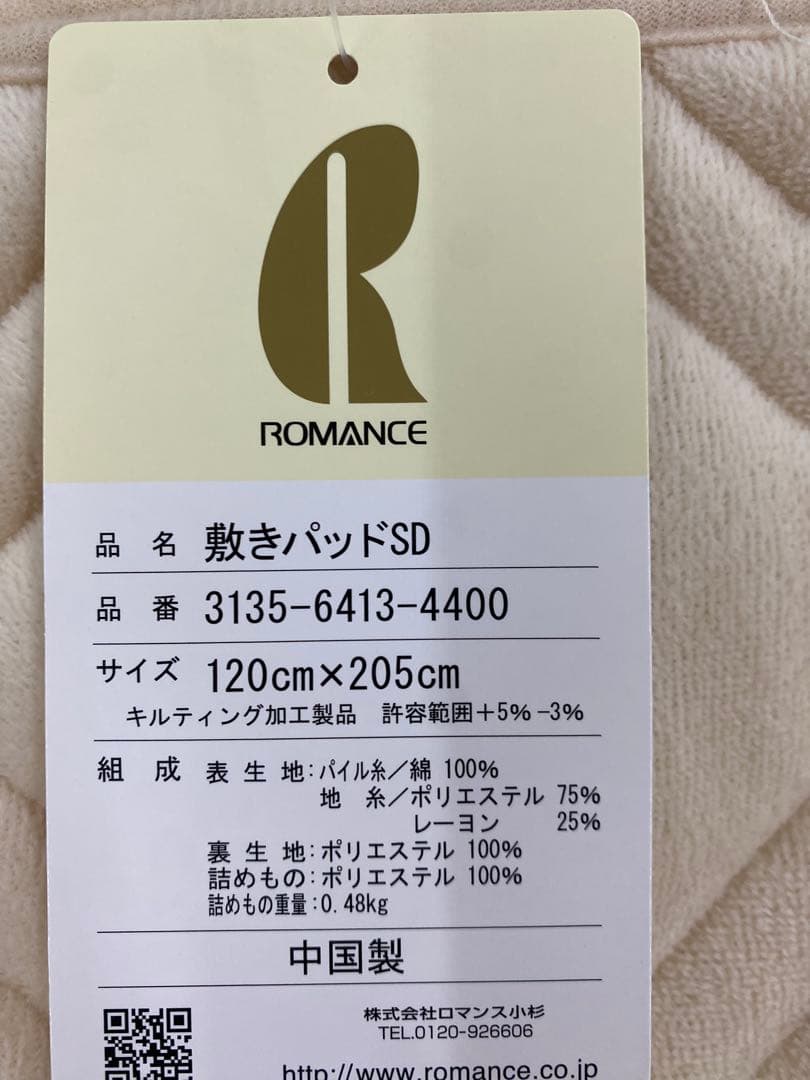 ROMANCE
品名 敷きパッドSD
品番 3135-6413-4400
サイズ 120cm×205cm
キルティング加工製品 許容範囲+5%-3%
組成 表生地:パイル糸/綿 100%
地糸/ポリエステル 75%
レーヨン 25%
裏生地:ポリエステル 100%
詰めもの:ポリエステル 100%
詰めもの重量:0.48kg
中国製
株式会社ロマンス小杉
TEL.0120-926606
http://www.romance.co.jp